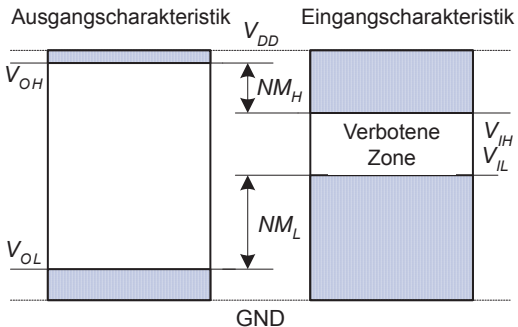 Ausgangscharakteristik
Eingangscharakteristik
V_DD
V_OH
NM_H
Verbotene
Zone
V_IH
V_IL
NM_L
V_OL
GND